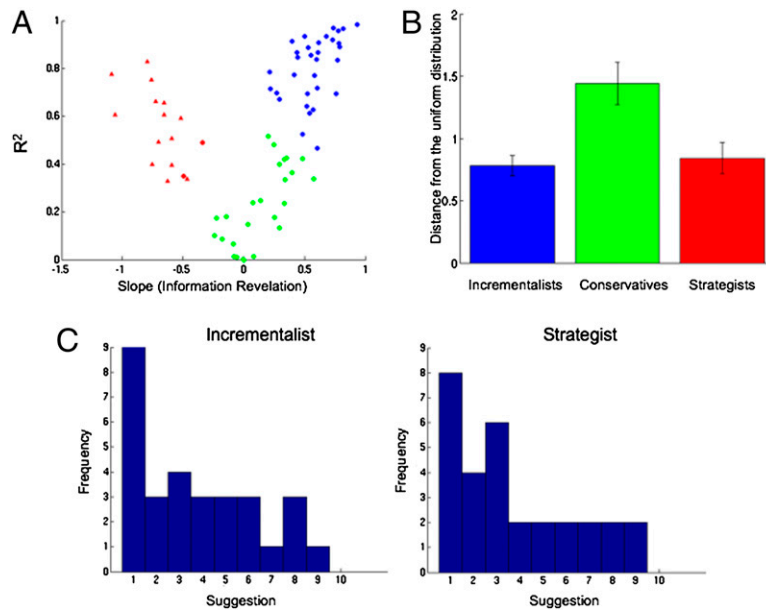 A
R²
1
0.8
0.6
0.4
0.2
0
-1.5 -1 -0.5 0 0.5 1
Slope (Information Revelation)
B
Distance from the uniform distribution
2
1.5
1
0.5
0
Incrementalists Conservatives Strategists
C
Incrementalist
Frequency
9
8
7
6
5
4
3
2
1
0
1 2 3 4 5 6 7 8 9 10
Suggestion
Strategist
Frequency
9
8
7
6
5
4
3
2
1
0
1 2 3 4 5 6 7 8 9 10
Suggestion